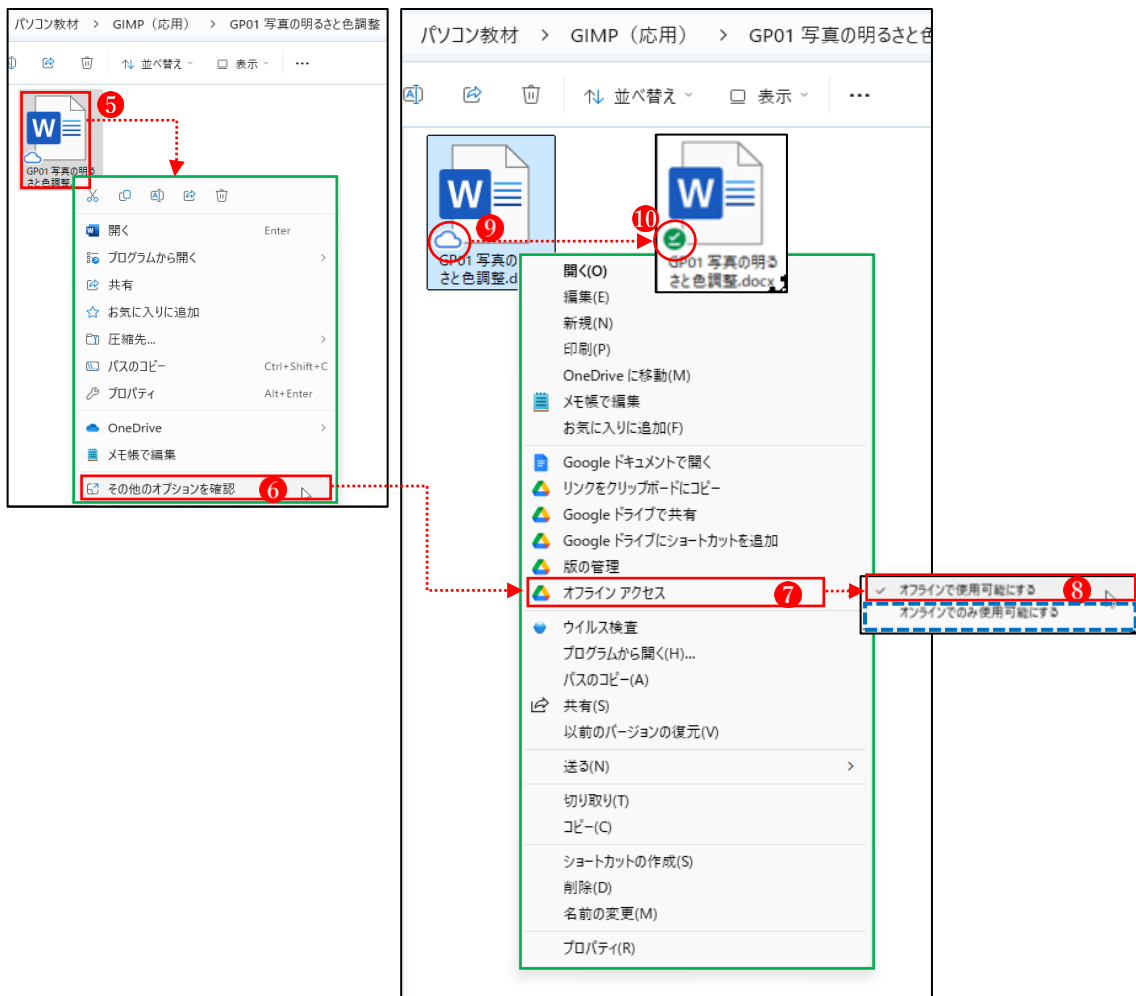 パソコン教材 > GIMP（応用） > GP01 写真の明るさと色調整
並べ替え 表示 ...
5
W
GP01 写真の明る
さと色調整.
開く Enter
プログラムから開く >
共有
お気に入りに追加
圧縮先... >
パスのコピー Ctrl+Shift+C
プロパティ Alt+Enter
OneDrive >
メモ帳で編集
その他のオプションを確認 6
パソコン教材 > GIMP（応用） > GP01 写真の明るさと色
並べ替え 表示 ...
W
9
GP01 写真の
さと色調整.d
W
10
GP01 写真の明る
さと色調整.docx
開く(O)
編集(E)
新規(N)
印刷(P)
OneDrive に移動(M)
メモ帳で編集
お気に入りに追加(F)
Google ドキュメントで開く
リンクをクリップボードにコピー
Google ドライブで共有
Google ドライブにショートカットを追加
版の管理
オフライン アクセス 7
オフラインで使用可能にする 8
オンラインでのみ使用可能にする
ウイルス検査
プログラムから開く(H)...
パスのコピー(A)
共有(S)
以前のバージョンの復元(V)
送る(N) >
切り取り(T)
コピー(C)
ショートカットの作成(S)
削除(D)
名前の変更(M)
プロパティ(R)